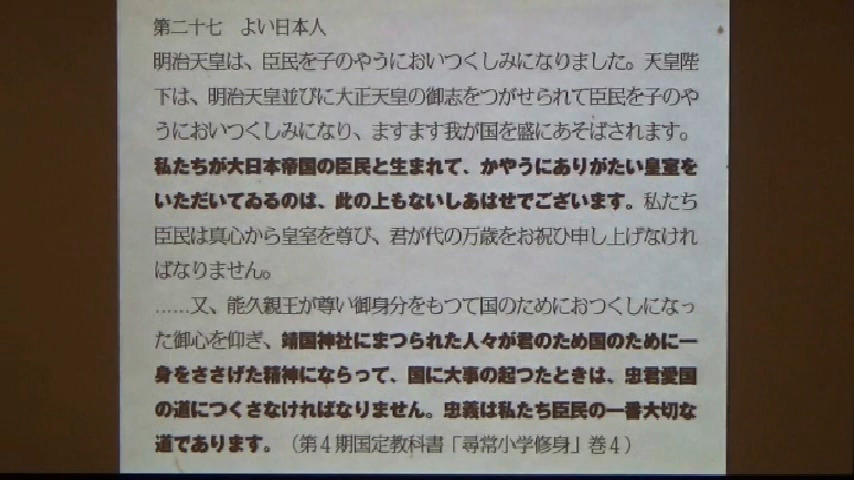 第二十七　よい日本人
明治天皇は、臣民を子のやうにおいつくしみになりました。天皇陛
下は、明治天皇並びに大正天皇の御志をつがせられて臣民を子のや
うにおいつくしみになり、ますます我が国を盛にあそばされます。
私たちが大日本帝国の臣民と生まれて、かやうにありがたい皇室を
いただいてゐるのは、此の上もないしあはせでございます。私たち
臣民は真心から皇室を尊び、君が代の万歳をお祝ひ申し上げなけれ
ばなりません。
……又、能久親王が尊い御身分をもつて国のためにおつくしになっ
た御心を仰ぎ、靖国神社にまつられた人々が君のため国のために一
身をささげた精神にならって、国に大事の起つたときは、忠君愛国
の道につくさなければなりません。忠義は私たち臣民の一番大切な
道であります。（第４期国定教科書「尋常小学修身」巻４）